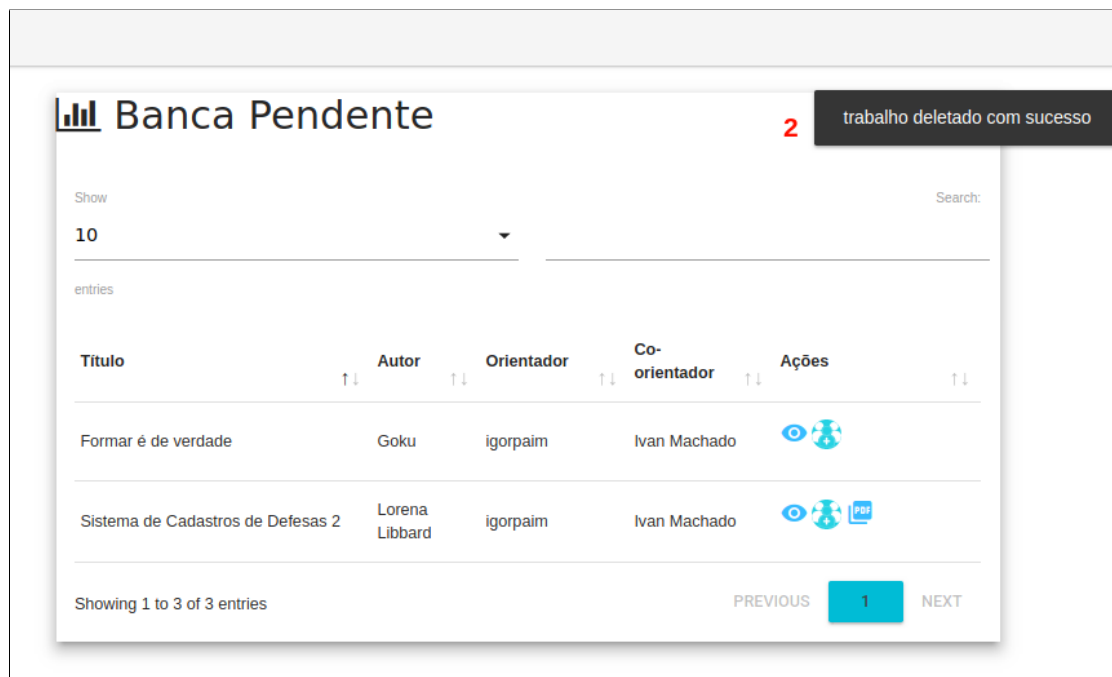 Banca Pendente
2
trabalho deletado com sucesso
Show
Search:
10
entries
Título
Autor
Orientador
Co-
orientador
Ações
Formar é de verdade
Goku
igorpaim
Ivan Machado
Sistema de Cadastros de Defesas 2
Lorena
Libbard
igorpaim
Ivan Machado
PDF
Showing 1 to 3 of 3 entries
PREVIOUS
1
NEXT